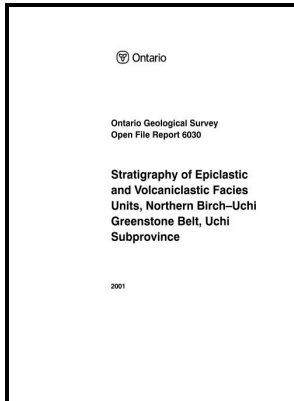 Ontario
Ontario Geological Survey
Open File Report 6030
Stratigraphy of Epiclastic
and Volcaniclastic Facies
Units, Northern Birch–Uchi
Greenstone Belt, Uchi
Subprovince
2001